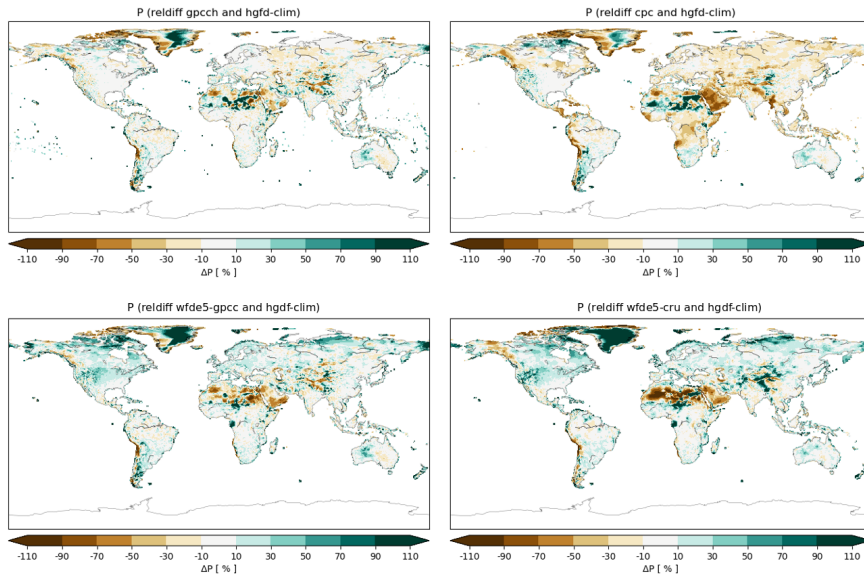 P (reldiff gpcch and hgfd-clim)
-110 -90 -70 -50 -30 -10 10 30 50 70 90 110
ΔP [ % ]
P (reldiff cpc and hgfd-clim)
-110 -90 -70 -50 -30 -10 10 30 50 70 90 110
ΔP [ % ]
P (reldiff wfde5-gpcc and hgdf-clim)
-110 -90 -70 -50 -30 -10 10 30 50 70 90 110
ΔP [ % ]
P (reldiff wfde5-cru and hgdf-clim)
-110 -90 -70 -50 -30 -10 10 30 50 70 90 110
ΔP [ % ]